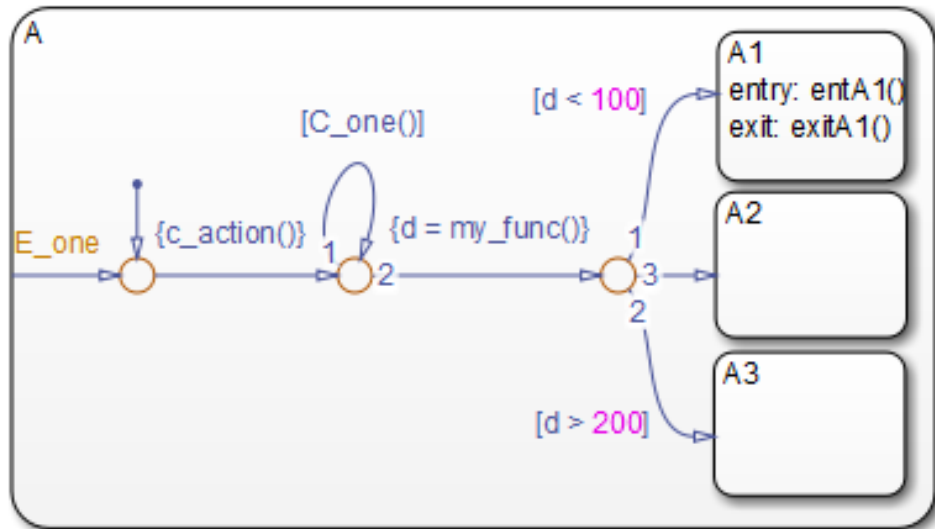 A
A1
entry: entA1()
exit: exitA1()
[d < 100]
[C_one()]
A2
E_one
{c_action()}
1
2
{d = my_func()}
1
3
2
A3
[d > 200]